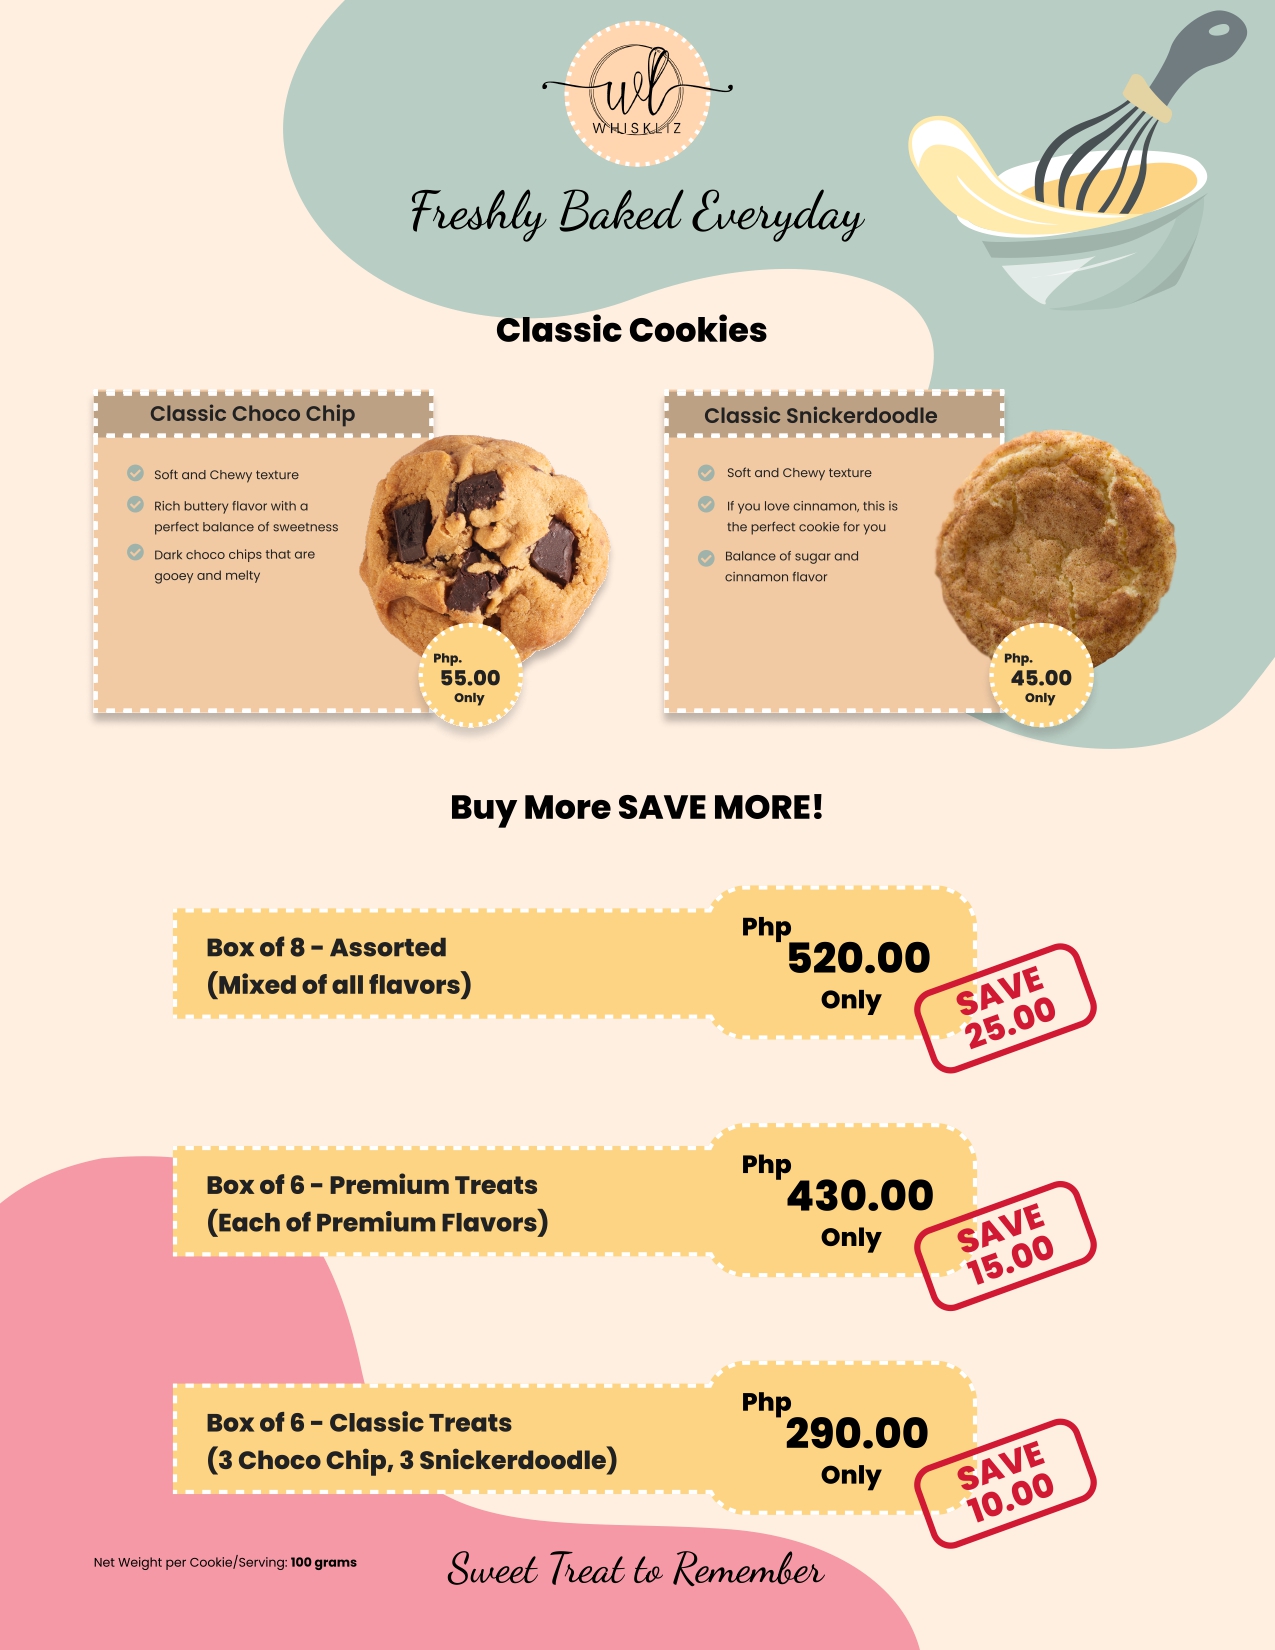 wl
WHISKLIZ
Freshly Baked Everyday
Classic Cookies
Classic Choco Chip
Soft and Chewy texture
Rich buttery flavor with a
perfect balance of sweetness
Dark choco chips that are
gooey and melty
Php.
55.00
Only
Classic Snickerdoodle
Soft and Chewy texture
If you love cinnamon, this is
the perfect cookie for you
Balance of sugar and
cinnamon flavor
Php.
45.00
Only
Buy More SAVE MORE!
Box of 8 - Assorted
(Mixed of all flavors)
Php
520.00
Only
SAVE
25.00
Box of 6 - Premium Treats
(Each of Premium Flavors)
Php
430.00
Only
SAVE
15.00
Box of 6 - Classic Treats
(3 Choco Chip, 3 Snickerdoodle)
Php
290.00
Only
SAVE
10.00
Net Weight per Cookie/Serving: 100 grams
Sweet Treat to Remember